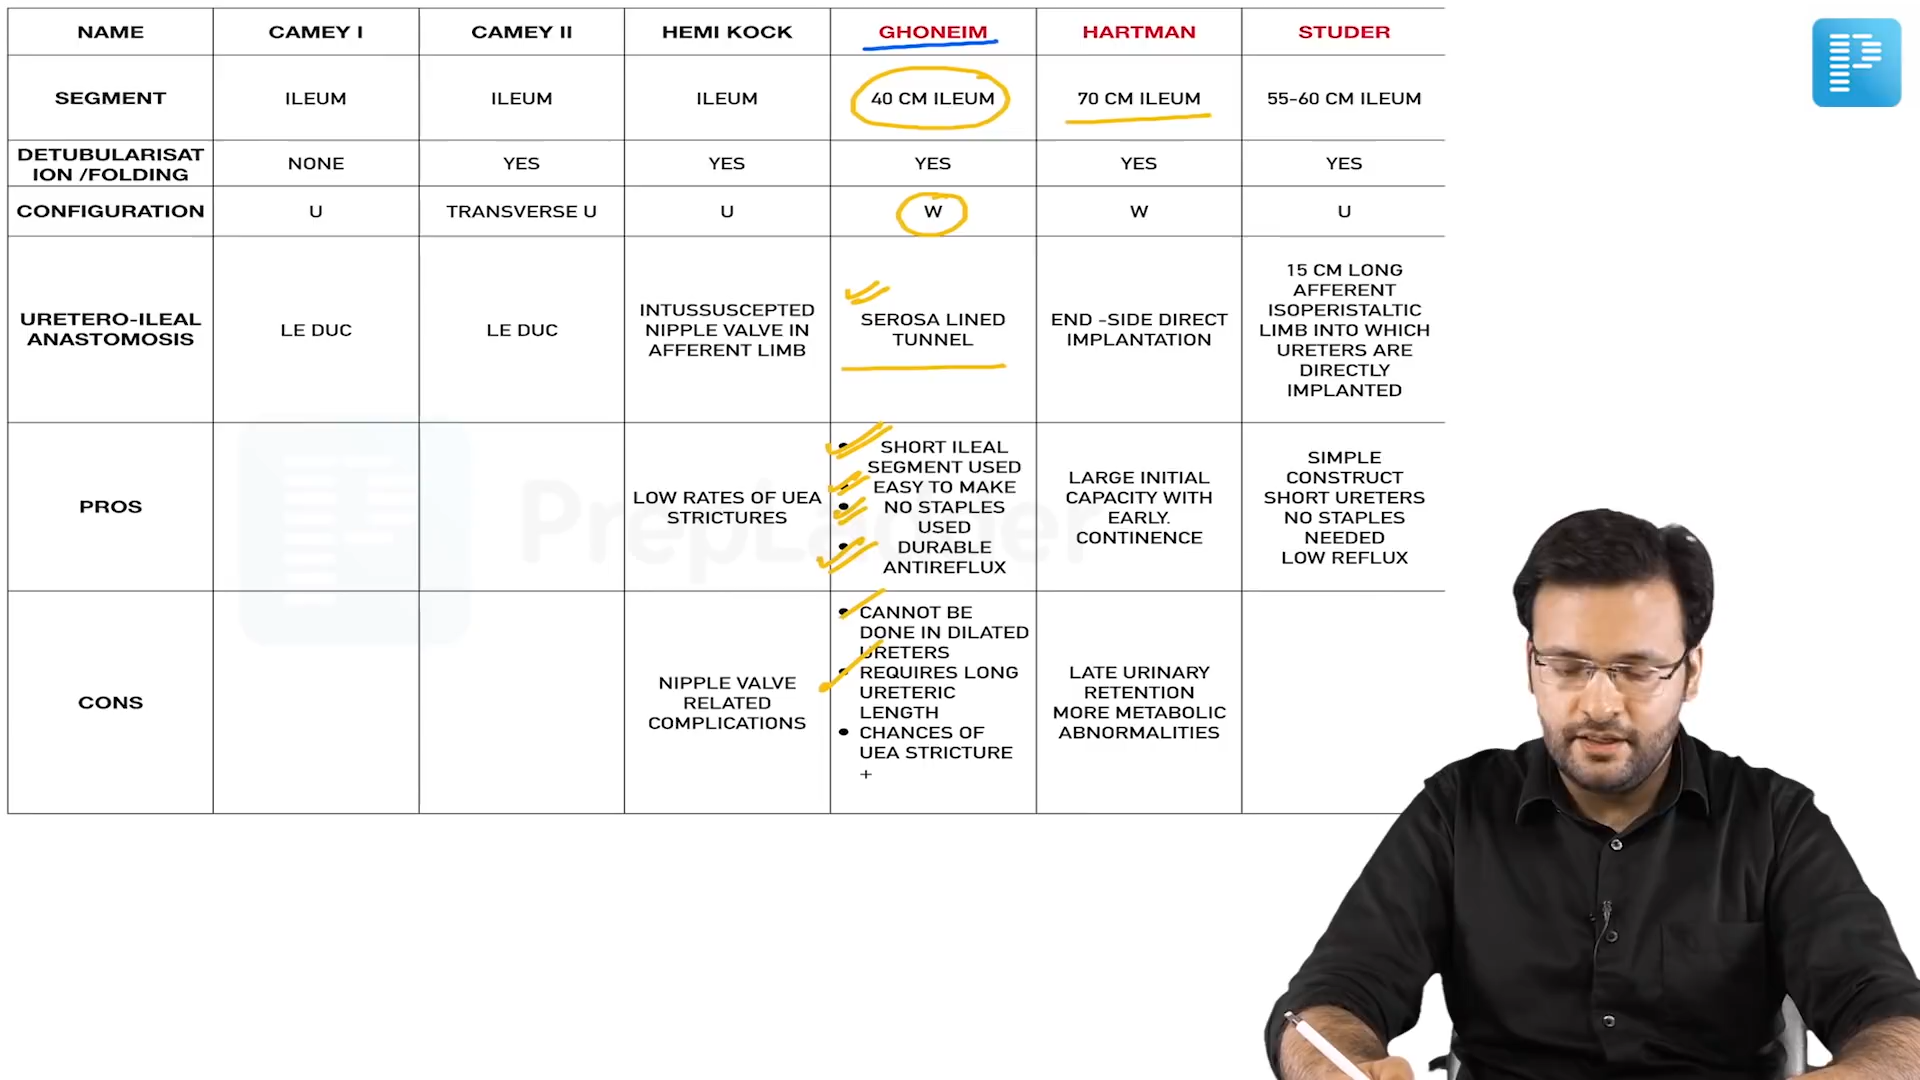 NAME
CAMEY I
CAMEY II
HEMI KOCK
GHONEIM
HARTMAN
STUDER
SEGMENT
ILEUM
ILEUM
ILEUM
40 CM ILEUM
70 CM ILEUM
55-60 CM ILEUM
DETUBULARISAT
ION /FOLDING
NONE
YES
YES
YES
YES
YES
CONFIGURATION
U
TRANSVERSE U
U
W
W
U
URETERO-ILEAL
ANASTOMOSIS
LE DUC
LE DUC
INTUSSUSCEPTED
NIPPLE VALVE IN
AFFERENT LIMB
SEROSA LINED
TUNNEL
END -SIDE DIRECT
IMPLANTATION
15 CM LONG
AFFERENT
ISOPERISTALTIC
LIMB INTO WHICH
URETERS ARE
DIRECTLY
IMPLANTED
PROS
LOW RATES OF UEA
STRICTURES
SHORT ILEAL
SEGMENT USED
EASY TO MAKE
NO STAPLES
USED
DURABLE
ANTIREFLUX
LARGE INITIAL
CAPACITY WITH
EARLY.
CONTINENCE
SIMPLE
CONSTRUCT
SHORT URETERS
NO STAPLES
NEEDED
LOW REFLUX
CONS
NIPPLE VALVE
RELATED
COMPLICATIONS
CANNOT BE
DONE IN DILATED
URETERS
REQUIRES LONG
URETERIC
LENGTH
CHANCES OF
UEA STRICTURE
+
LATE URINARY
RETENTION
MORE METABOLIC
ABNORMALITIES
PrepLadder